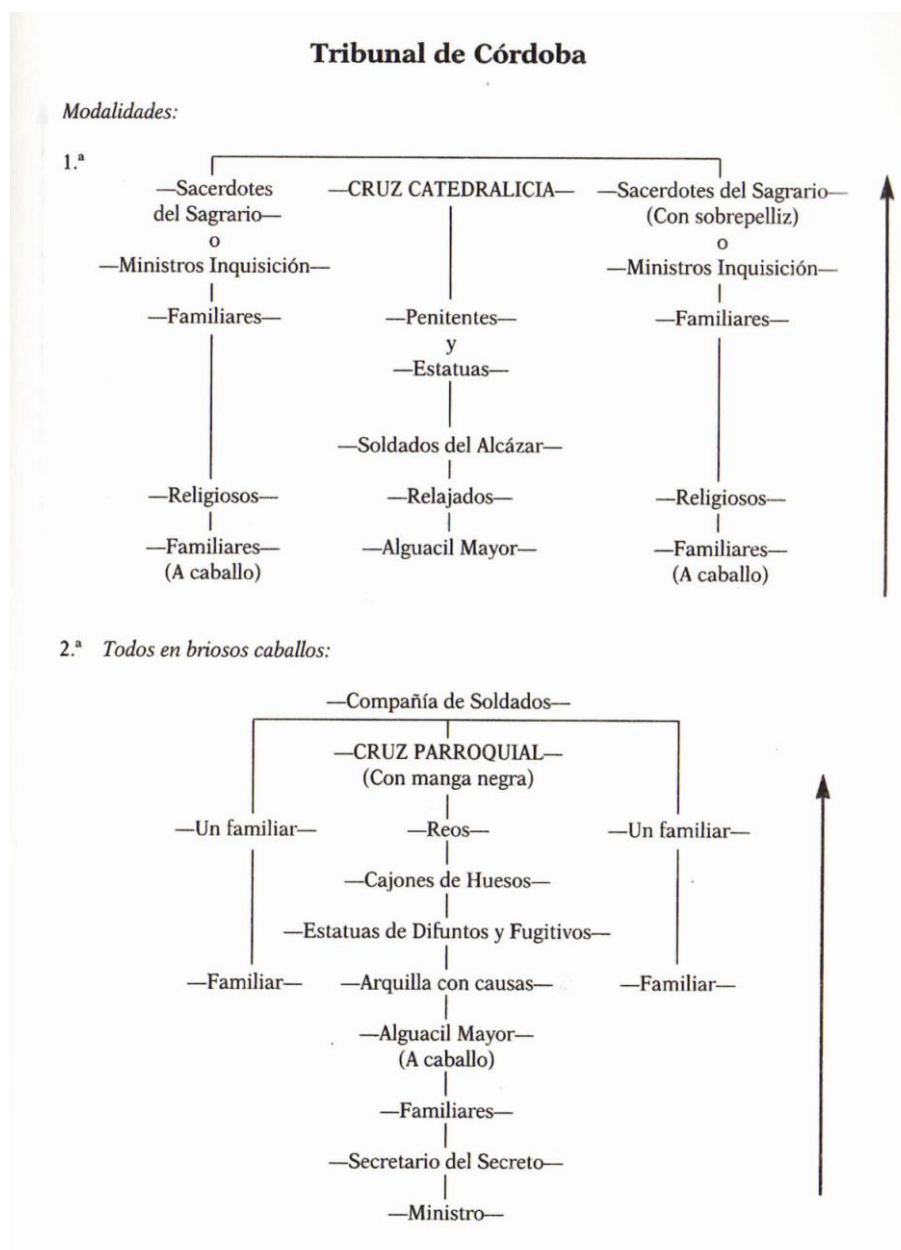 Tribunal de Córdoba
Modalidades:
1.ª
—Sacerdotes —CRUZ CATEDRALICIA— —Sacerdotes del Sagrario—
del Sagrario— (Con sobrepelliz)
o o
—Ministros Inquisición— —Ministros Inquisición—
—Familiares— —Penitentes— —Familiares—
y
—Estatuas—
—Soldados del Alcázar—
—Religiosos— —Relajados— —Religiosos—
—Familiares— —Alguacil Mayor— —Familiares—
(A caballo) (A caballo)
2.ª Todos en briosos caballos:
—Compañía de Soldados—
—CRUZ PARROQUIAL—
(Con manga negra)
—Un familiar— —Reos— —Un familiar—
—Cajones de Huesos—
—Estatuas de Difuntos y Fugitivos—
—Familiar— —Arquilla con causas— —Familiar—
—Alguacil Mayor—
(A caballo)
—Familiares—
—Secretario del Secreto—
—Ministro—